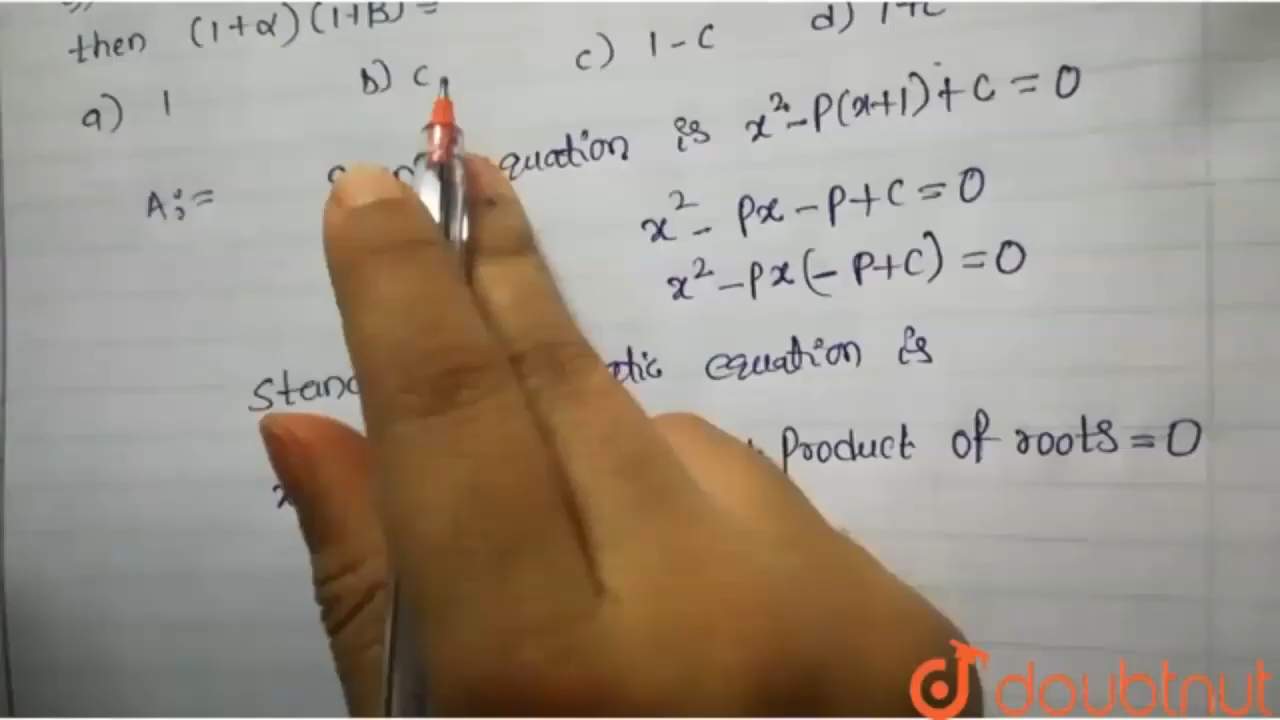 then (1+α)(1+β) =
a) 1 b) c c) 1-c d) 1+c
A:= equation is x²-P(x+1)+c=0
x²-Px-P+c=0
x²-Px(-P+c)=0
equation is
Product of roots=0
doubtnut